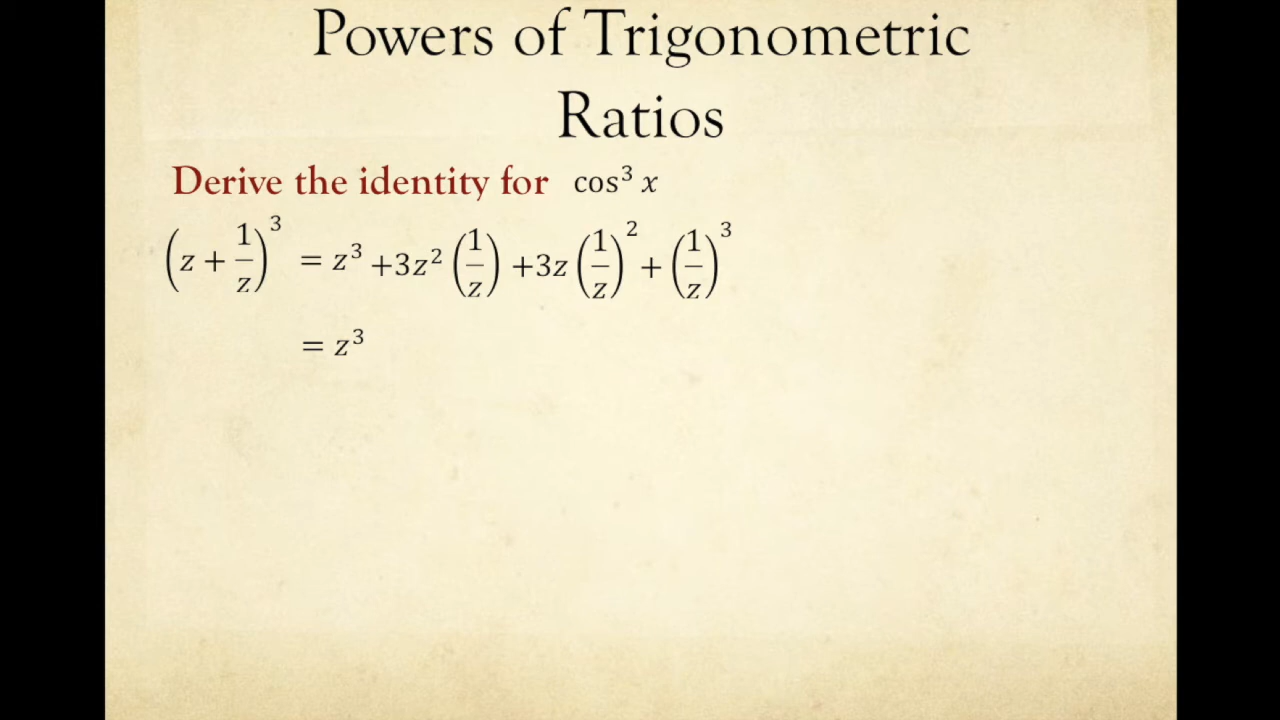 Powers of Trigonometric
Ratios
Derive the identity for cos³ x
(z + 1/z)³ = z³ +3z² (1/z) +3z (1/z)² + (1/z)³
= z³